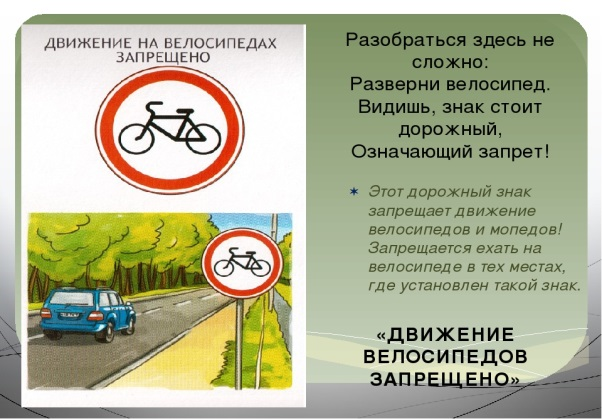 ДВИЖЕНИЕ НА ВЕЛОСИПЕДАХ
ЗАПРЕЩЕНО
Разобраться здесь не
сложно:
Разверни велосипед.
Видишь, знак стоит
дорожный,
Означающий запрет!
Этот дорожный знак
запрещает движение
велосипедов и мопедов!
Запрещается ехать на
велосипеде в тех местах,
где установлен такой знак.
«ДВИЖЕНИЕ
ВЕЛОСИПЕДОВ
ЗАПРЕЩЕНО»